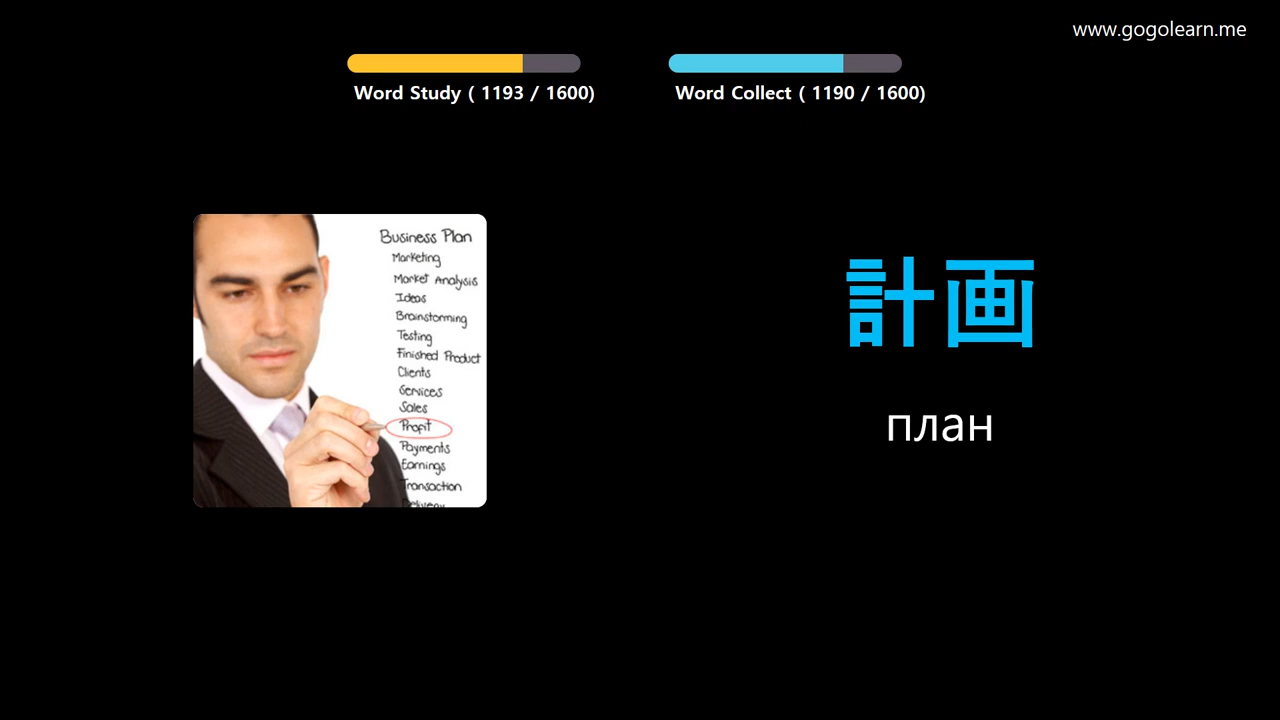 www.gogolearn.me
Word Study ( 1193 / 1600)
Word Collect ( 1190 / 1600)
Business Plan
Marketing
Market Analysis
Ideas
Brainstorming
Testing
Finished Product
Clients
Services
Sales
Profit
Payments
Earnings
Transaction
Delivery
計画
план